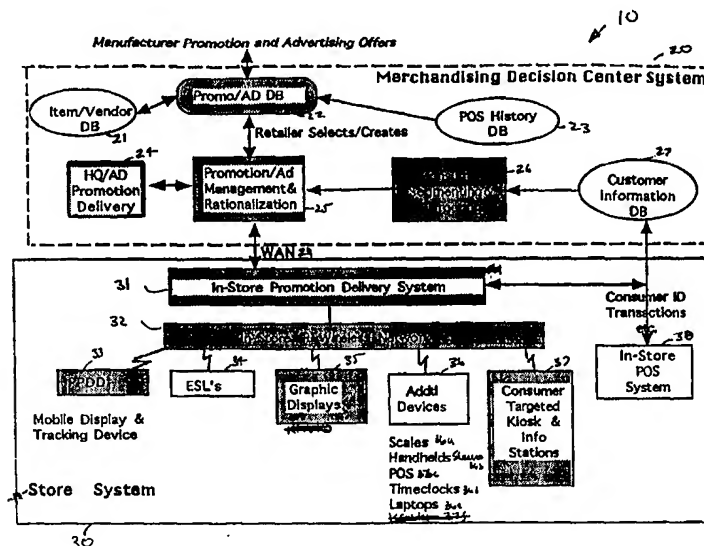 10
Manufacturer Promotion and Advertising Offers
20
Merchandising Decision Center System
Item/Vendor
DB
21
Promo/AD DB
22
POS History
DB
23
Retailer Selects/Creates
24
HQ/AD
Promotion
Delivery
Promotion/Ad
Management &
Rationalization
25
26
27
Customer
Information
DB
WAN 29
31
In-Store Promotion Delivery System
Consumer ID
Transactions
32
38
In-Store
POS
System
33
PDD
Mobile Display &
Tracking Device
34
ESL's
35
Graphic
Displays
36
Addtl
Devices
37
Consumer
Targeted
Kiosk &
Info
Stations
Scales
Handhelds
POS
Timeclocks
Laptops
Store System
30